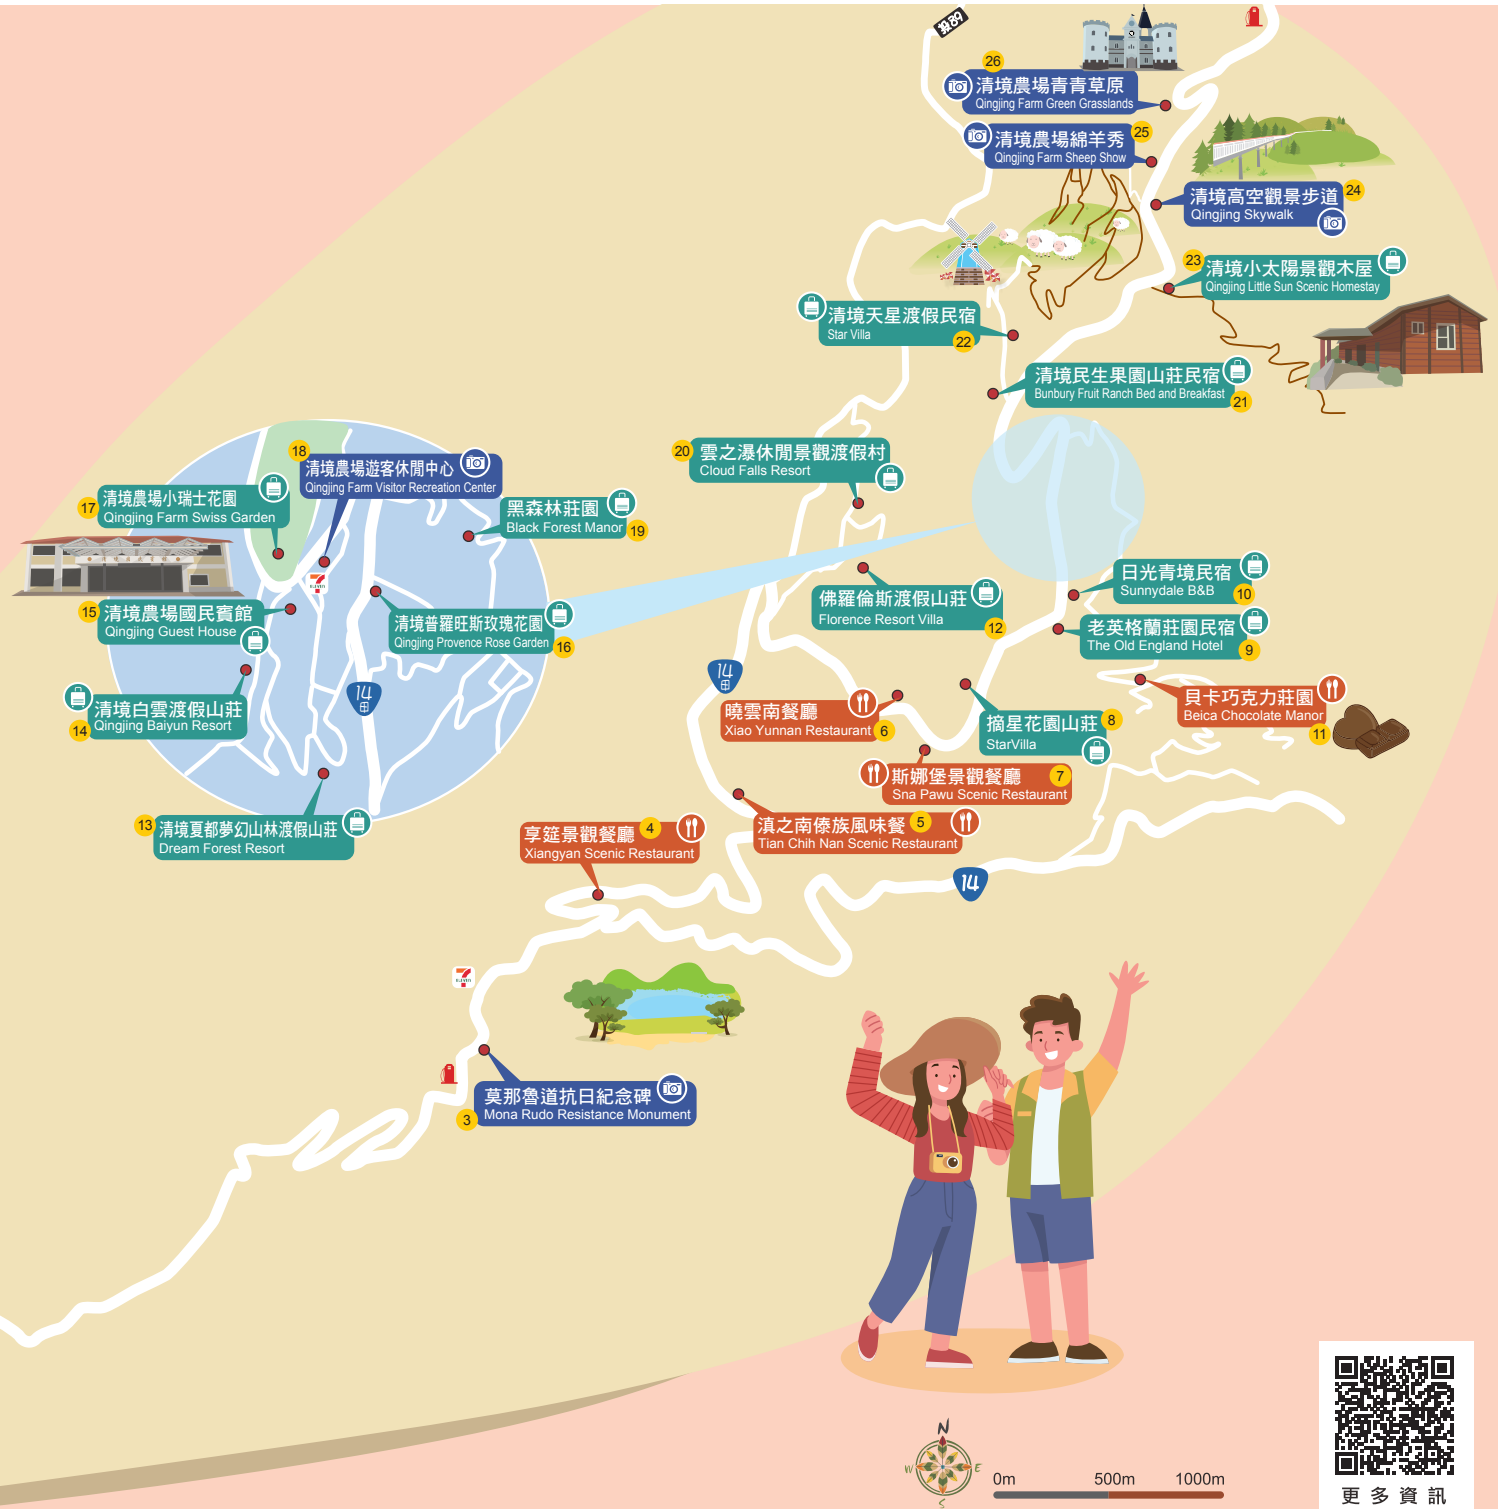 投89
26
清境農場青青草原
Qingjing Farm Green Grasslands
25
清境農場綿羊秀
Qingjing Farm Sheep Show
24
清境高空觀景步道
Qingjing Skywalk
23
清境小太陽景觀木屋
Qingjing Little Sun Scenic Homestay
清境天星渡假民宿
Star Villa
22
清境民生果園山莊民宿
Bunbury Fruit Ranch Bed and Breakfast
21
20
雲之瀑休閒景觀渡假村
Cloud Falls Resort
18
清境農場遊客休閒中心
Qingjing Farm Visitor Recreation Center
17
清境農場小瑞士花園
Qingjing Farm Swiss Garden
黑森林莊園
Black Forest Manor
19
7
ELEVEN
15
清境農場國民賓館
Qingjing Guest House
清境普羅旺斯玫瑰花園
Qingjing Provence Rose Garden
16
14
甲
清境白雲渡假山莊
Qingjing Baiyun Resort
14
13
清境夏都夢幻山林渡假山莊
Dream Forest Resort
日光青境民宿
Sunnydale B&B
10
佛羅倫斯渡假山莊
Florence Resort Villa
12
老英格蘭莊園民宿
The Old England Hotel
9
14
甲
貝卡巧克力莊園
Beica Chocolate Manor
11
曉雲南餐廳
Xiao Yunnan Restaurant
6
摘星花園山莊
StarVilla
8
斯娜堡景觀餐廳
Sna Pawu Scenic Restaurant
7
滇之南傣族風味餐
Tian Chih Nan Scenic Restaurant
5
享筵景觀餐廳
Xiangyan Scenic Restaurant
4
14
7
ELEVEN
莫那魯道抗日紀念碑
Mona Rudo Resistance Monument
3
N
W
E
S
0m 500m 1000m
更多資訊